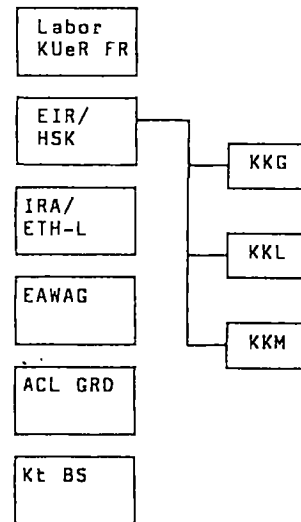 Labor
KUeR FR
EIR/
HSK
KKG
IRA/
ETH-L
KKL
EAWAG
KKM
ACL GRD
Kt BS